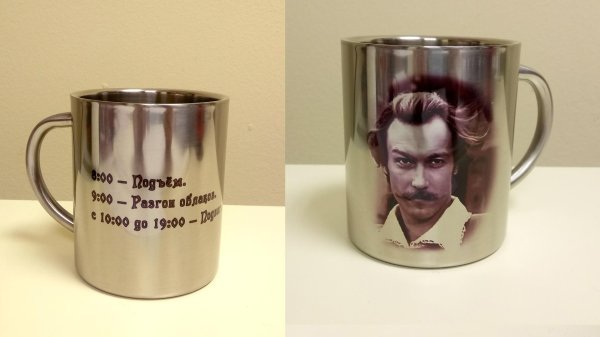 8:00 – Подъём.
9:00 – Разгон облаков.
с 10:00 до 19:00 –